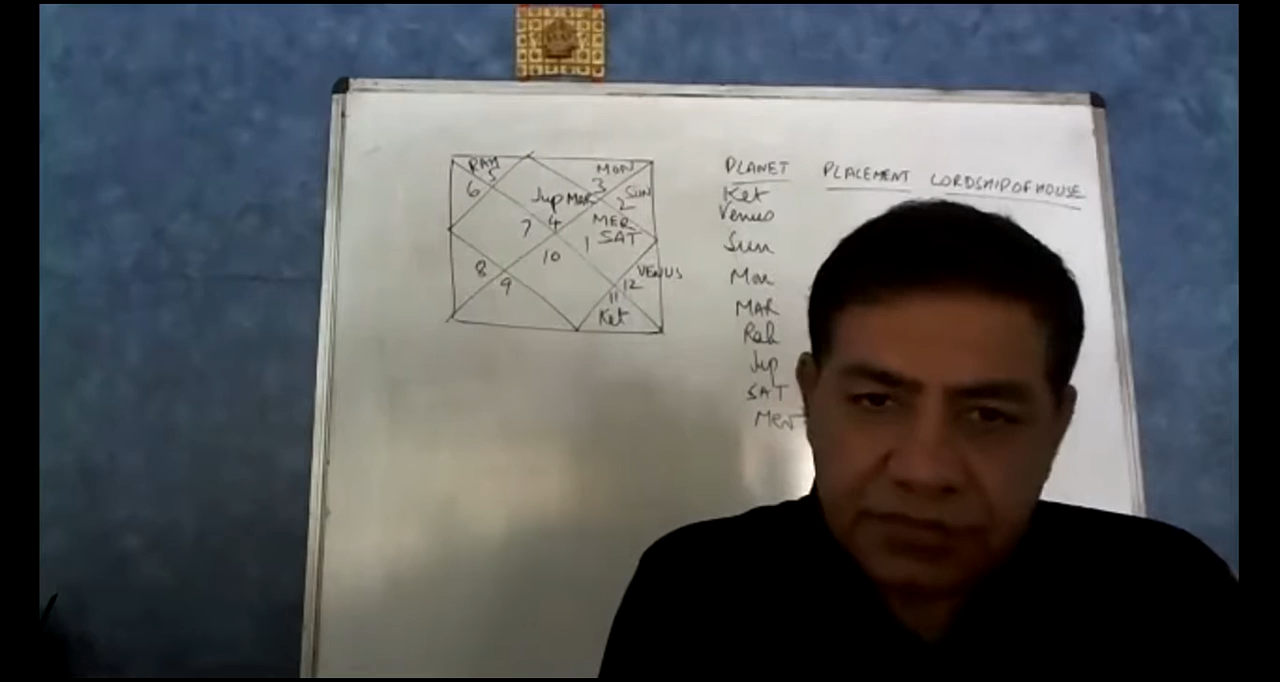 RAH
5
6
MON
3
SUN
2
Jup MAR
4
MER
SAT
1
7
10
8
9
VENUS
12
11
Ket
PLANET PLACEMENT LORDSHIP OF HOUSE
Ket
Venus
Sun
Mon
MAR
Rah
Jup
SAT
Mer